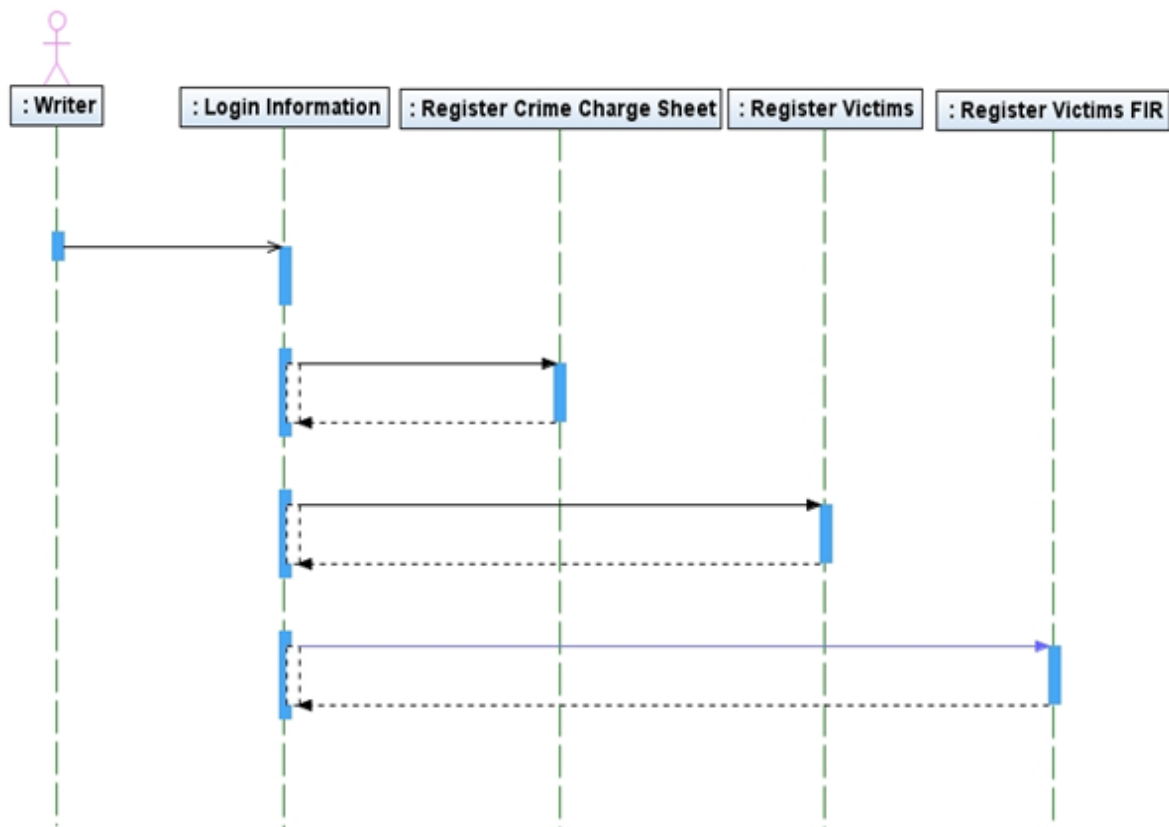 : Writer
: Login Information
: Register Crime Charge Sheet
: Register Victims
: Register Victims FIR